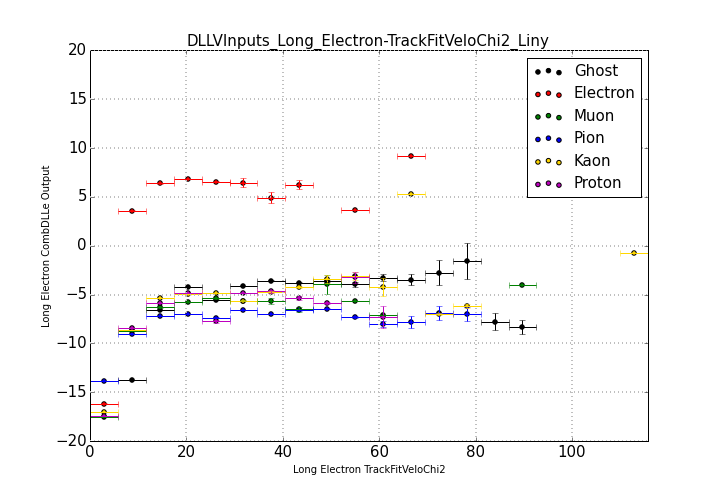 DLLVInputs_Long_Electron-TrackFitVeloChi2_Liny
Ghost
Electron
Muon
Pion
Kaon
Proton
20
15
10
5
0
−5
−10
−15
−20
Long Electron CombDLLe Output
0 20 40 60 80 100
Long Electron TrackFitVeloChi2